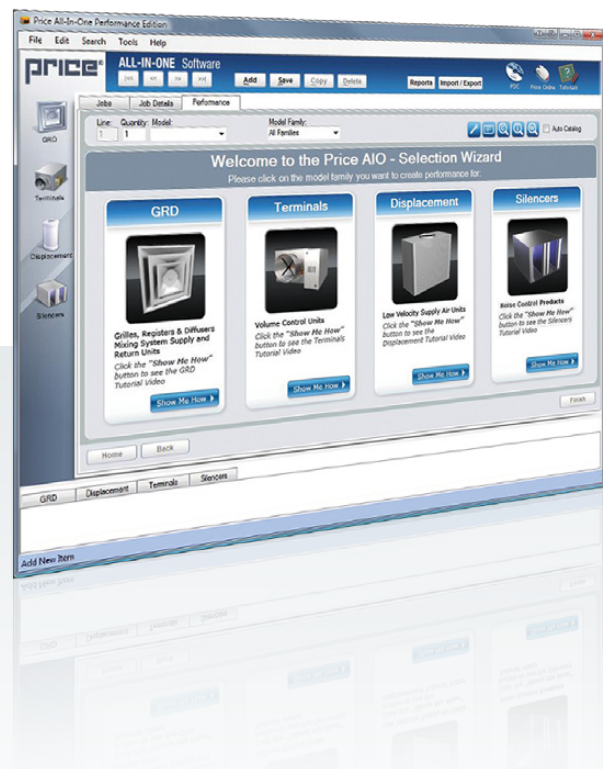 Price All-In-One Performance Edition
File Edit Search Tools Help
price®
ALL-IN-ONE Software
Add Save Copy Delete
Reports Import / Export
PDC Price Online Tutorials
Jobs Job Details Performance
Line: Quantity: Model: Model Family:
1 1 All Families Auto Catalog
GRD
Terminals
Displacement
Silencers
Welcome to the Price AIO - Selection Wizard
Please click on the model family you want to create performance for:
GRD
Grilles, Registers & Diffusers
Mixing System Supply and
Return Units
Click the "Show Me How"
button to see the GRD
Tutorial Video
Show Me How
Terminals
Volume Control Units
Click the "Show Me How"
button to see the Terminals
Tutorial Video
Show Me How
Displacement
Low Velocity Supply Air Units
Click the "Show Me How"
button to see the
Displacement Tutorial Video
Show Me How
Silencers
Noise Control Products
Click the "Show Me How"
button to see the Silencers
Tutorial Video
Show Me How
Home Back Finish
GRD Displacement Terminals Silencers
Add New Item